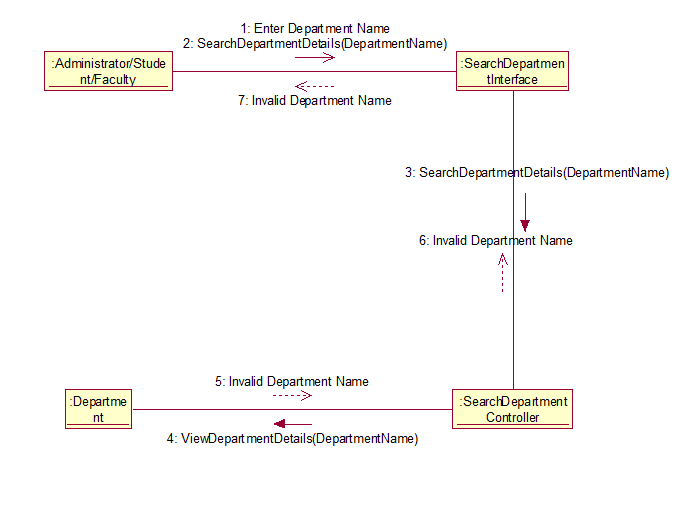 1: Enter Department Name
2: SearchDepartmentDetails(DepartmentName)
:Administrator/Stude
nt/Faculty
:SearchDepartmen
tInterface
7: Invalid Department Name
3: SearchDepartmentDetails(DepartmentName)
6: Invalid Department Name
5: Invalid Department Name
:Departme
nt
:SearchDepartment
Controller
4: ViewDepartmentDetails(DepartmentName)